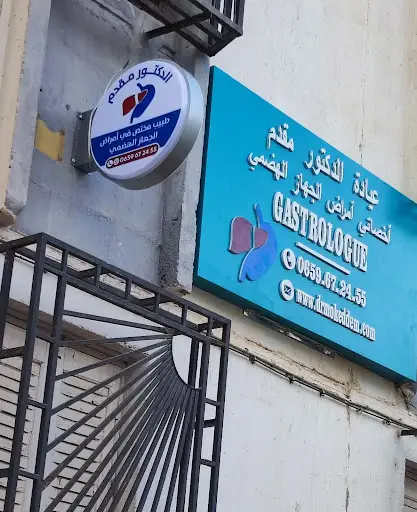 الدكتور مقدم
طبيب مختص في أمراض
الجهاز الهضمي
0659 67 24 55
عيادة الدكتور مقدم
أخصائي أمراض الجهاز الهضمي
GASTROLOGUE
0659.67.24.55
www.drmokeddem.com